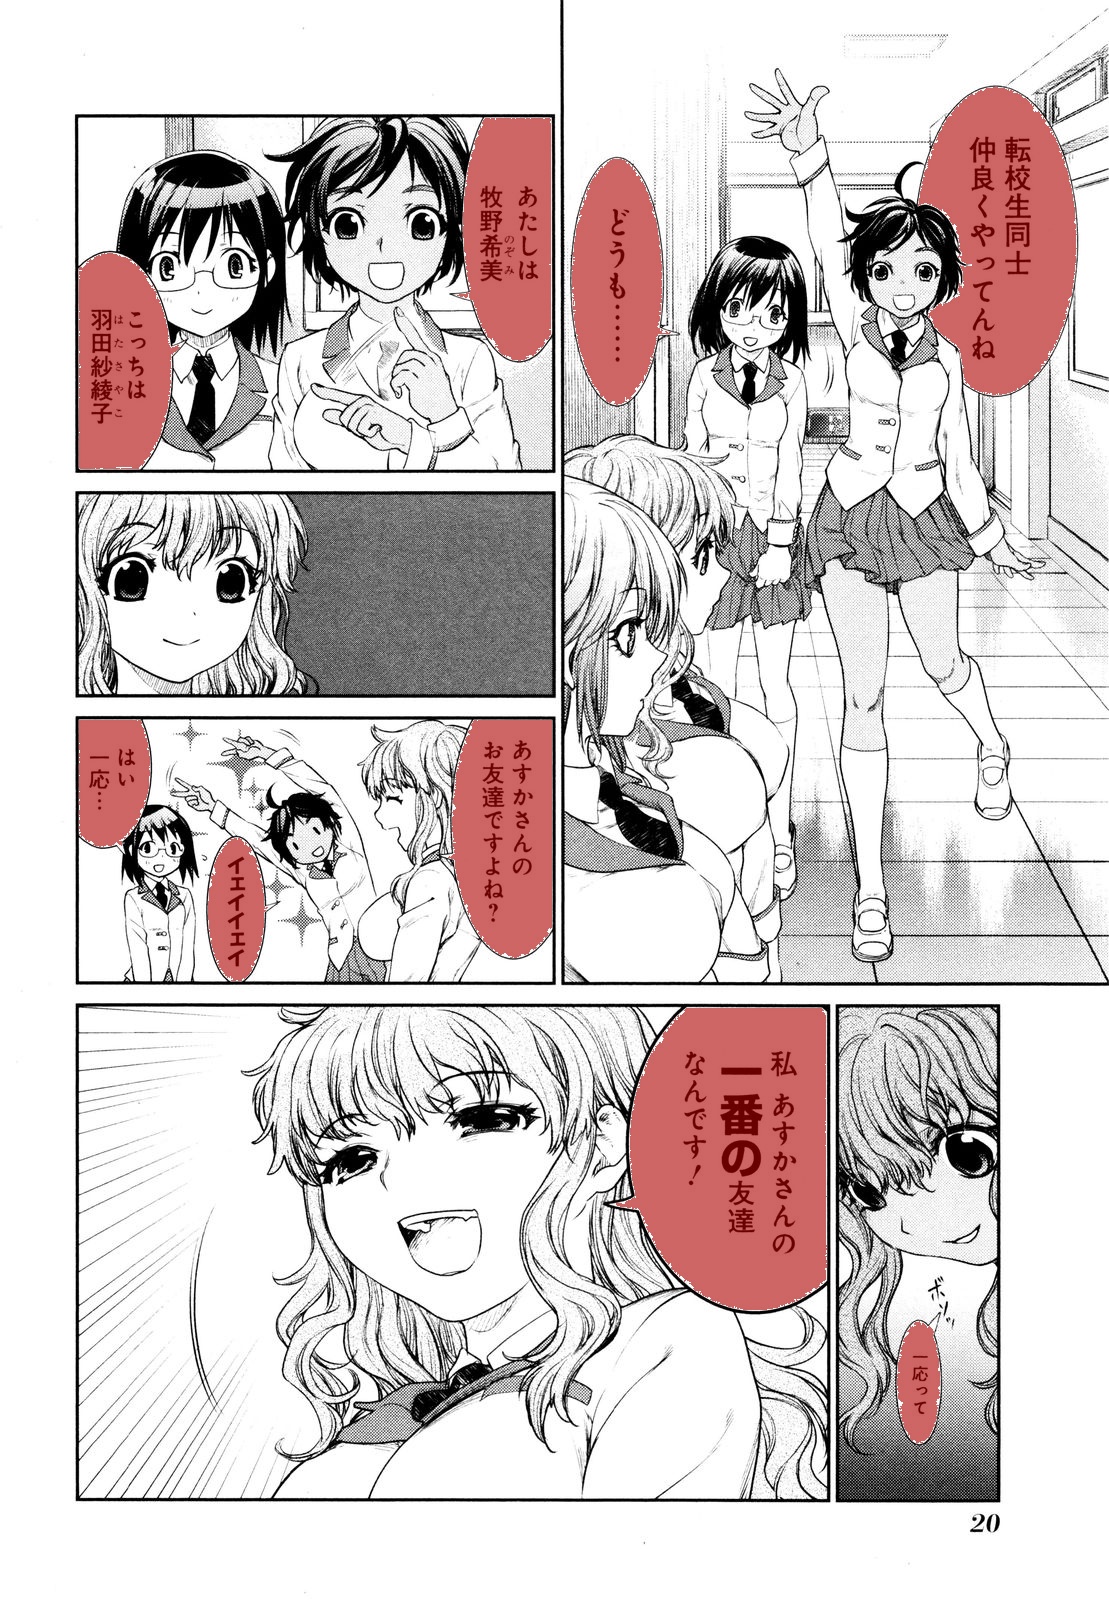 転校生同士
仲良くやってんね
どうも……
あたしは
牧野希美
のぞみ
こっちは
羽田紗綾子
はたさやこ
あすかさんの
お友達ですよね?
イエイイエイ
はい
一応…
ボソッ
一応って
私 あすかさんの
一番の友達
なんです!
20